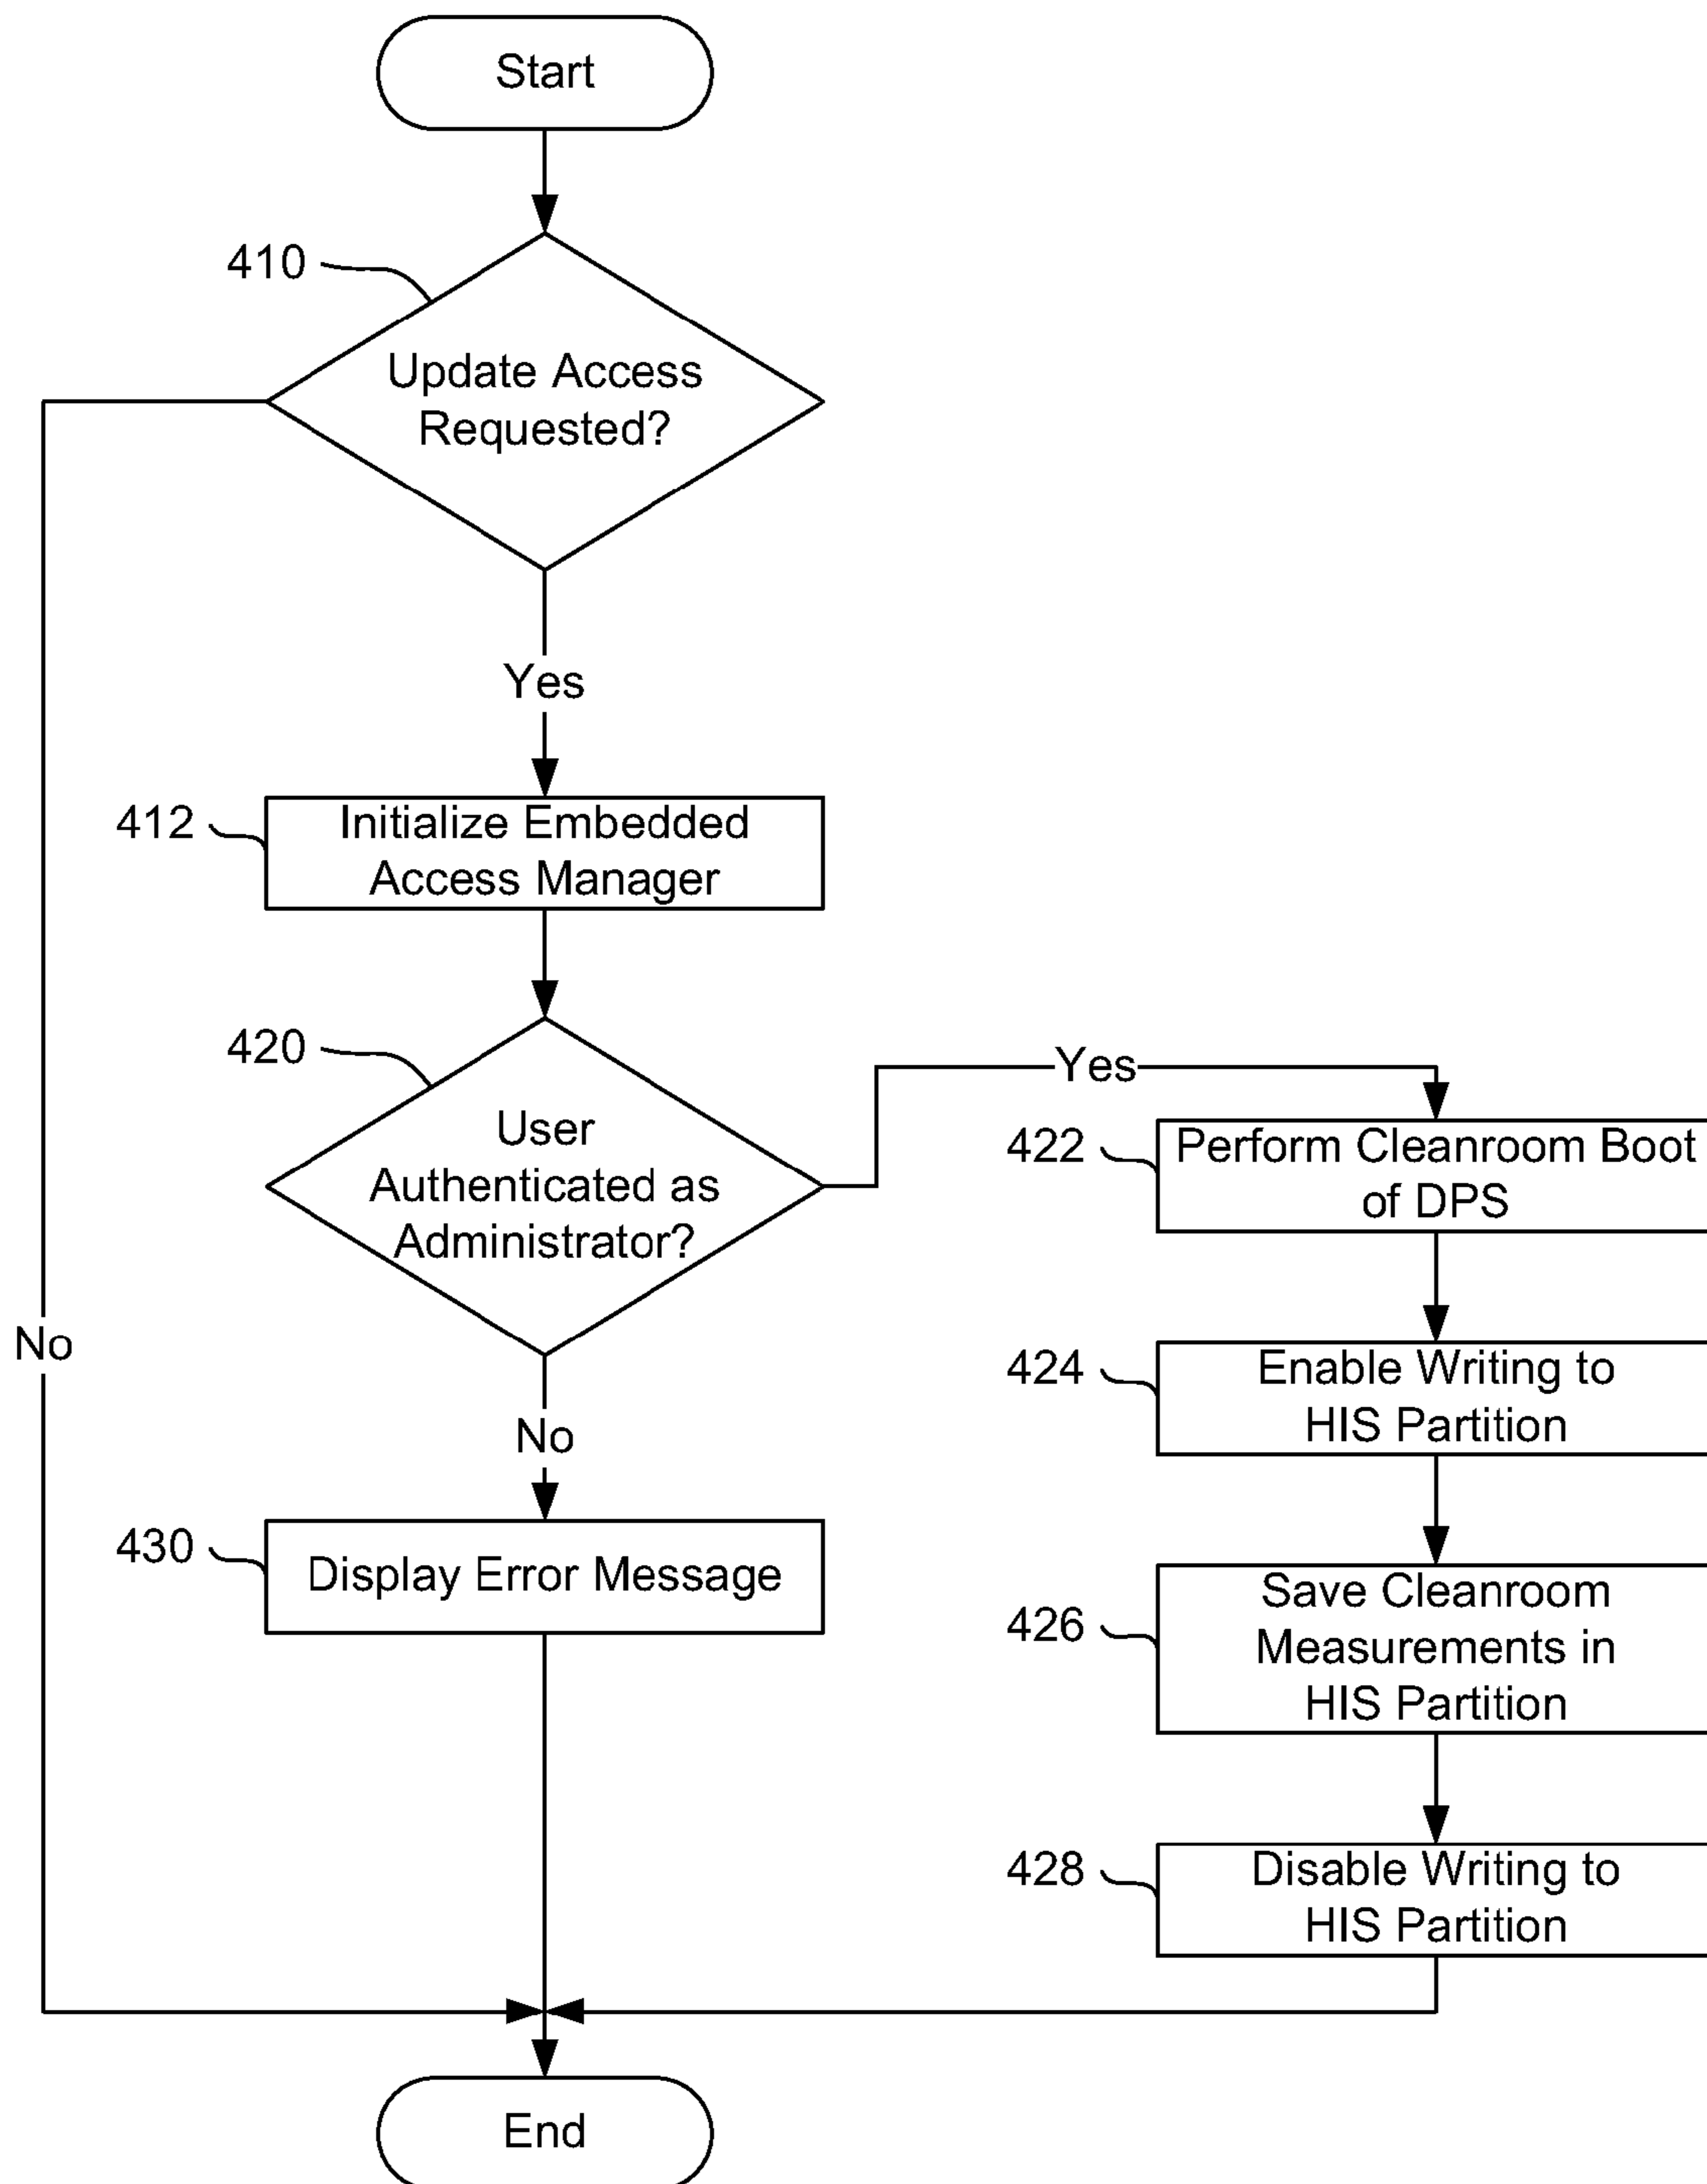 Start
410
Update Access
Requested?
Yes
412
Initialize Embedded
Access Manager
420
User
Authenticated as
Administrator?
Yes
422
Perform Cleanroom Boot
of DPS
424
Enable Writing to
HIS Partition
No
No
430
Display Error Message
426
Save Cleanroom
Measurements in
HIS Partition
428
Disable Writing to
HIS Partition
End